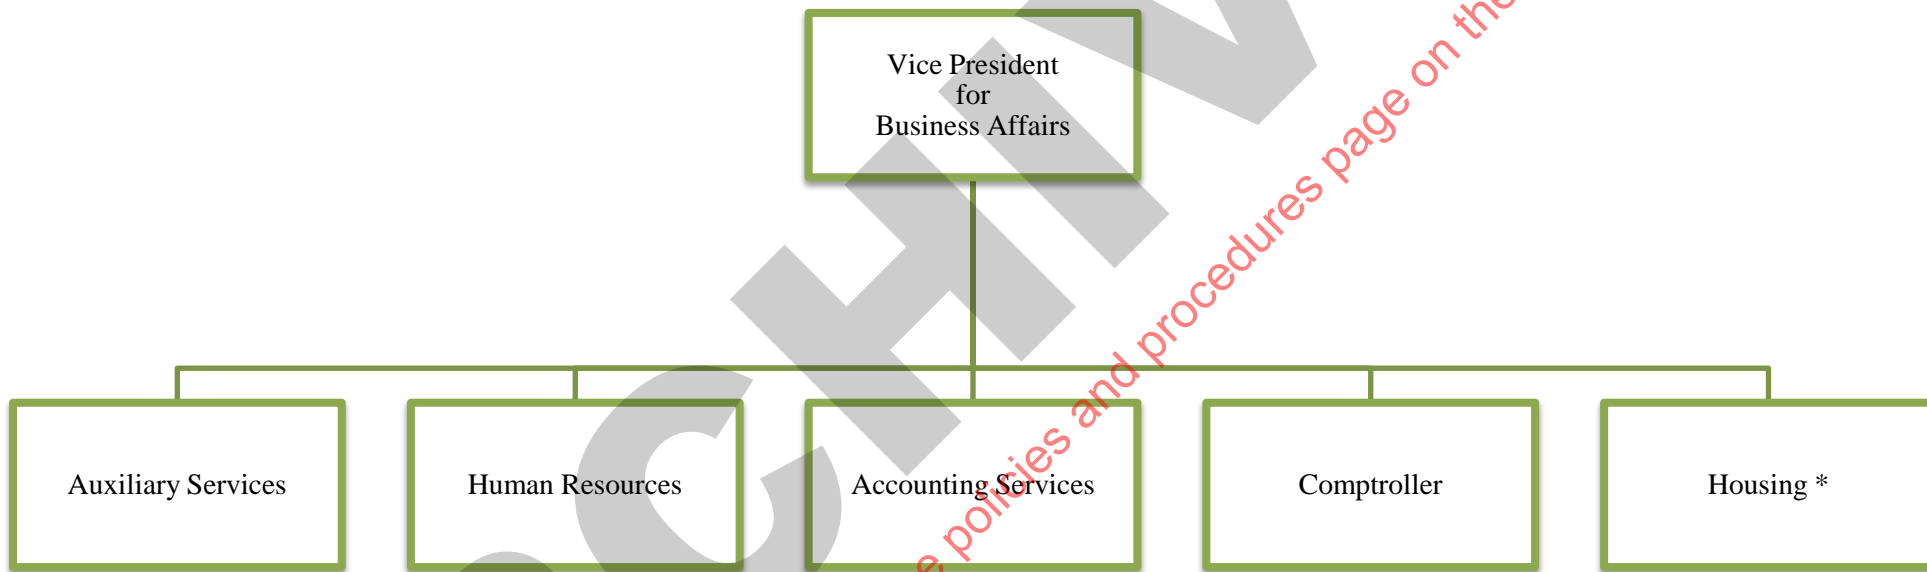 Vice President
for
Business Affairs
Auxiliary Services
Human Resources
Accounting Services
Comptroller
Housing *
policies and procedures page on the